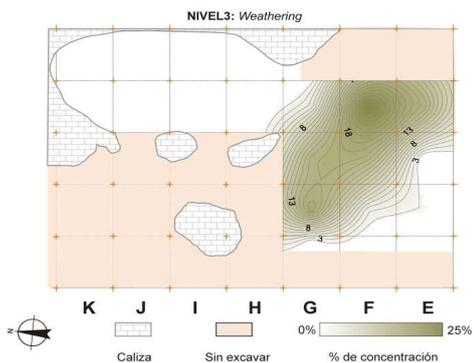 NIVEL3: Weathering
8
18
13
8
3
13
8
3
K J I H G F E
N
0% 25%
Caliza Sin excavar % de concentración